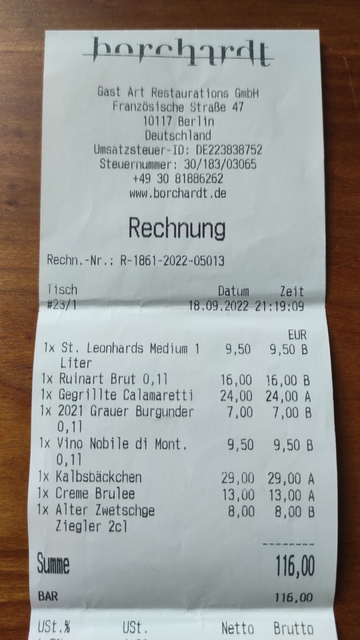 borchardt
Gast Art Restaurations GmbH
Französische Straße 47
10117 Berlin
Deutschland
Umsatzsteuer-ID: DE223838752
Steuernummer: 30/183/03065
+49 30 81886262
www.borchardt.de
Rechnung
Rechn.-Nr.: R-1861-2022-05013
Tisch Datum Zeit
#23/1 18.09.2022 21:19:09
EUR
1x St. Leonhards Medium 1 9,50 9,50 B
Liter
1x Ruinart Brut 0,1l 16,00 16,00 B
1x Gegrillte Calamaretti 24,00 24,00 A
1x 2021 Grauer Burgunder 7,00 7,00 B
0,1l
1x Vino Nobile di Mont. 9,50 9,50 B
0,1l
1x Kalbsbäckchen 29,00 29,00 A
1x Creme Brulee 13,00 13,00 A
1x Alter Zwetschge 8,00 8,00 B
Ziegler 2cl
Summe 116,00
BAR 116,00
USt.% USt. Netto Brutto